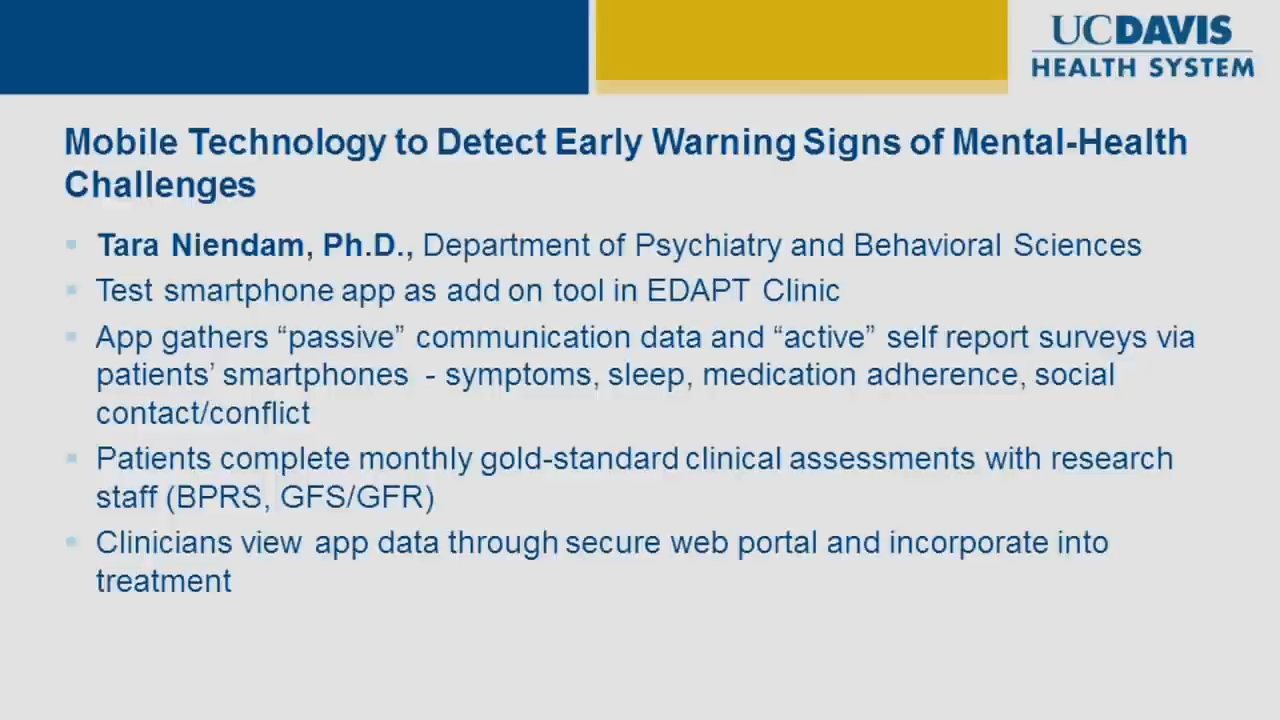 UCDAVIS
HEALTH SYSTEM
Mobile Technology to Detect Early Warning Signs of Mental-Health
Challenges
Tara Niendam, Ph.D., Department of Psychiatry and Behavioral Sciences
Test smartphone app as add on tool in EDAPT Clinic
App gathers “passive” communication data and “active” self report surveys via
patients’ smartphones - symptoms, sleep, medication adherence, social
contact/conflict
Patients complete monthly gold-standard clinical assessments with research
staff (BPRS, GFS/GFR)
Clinicians view app data through secure web portal and incorporate into
treatment